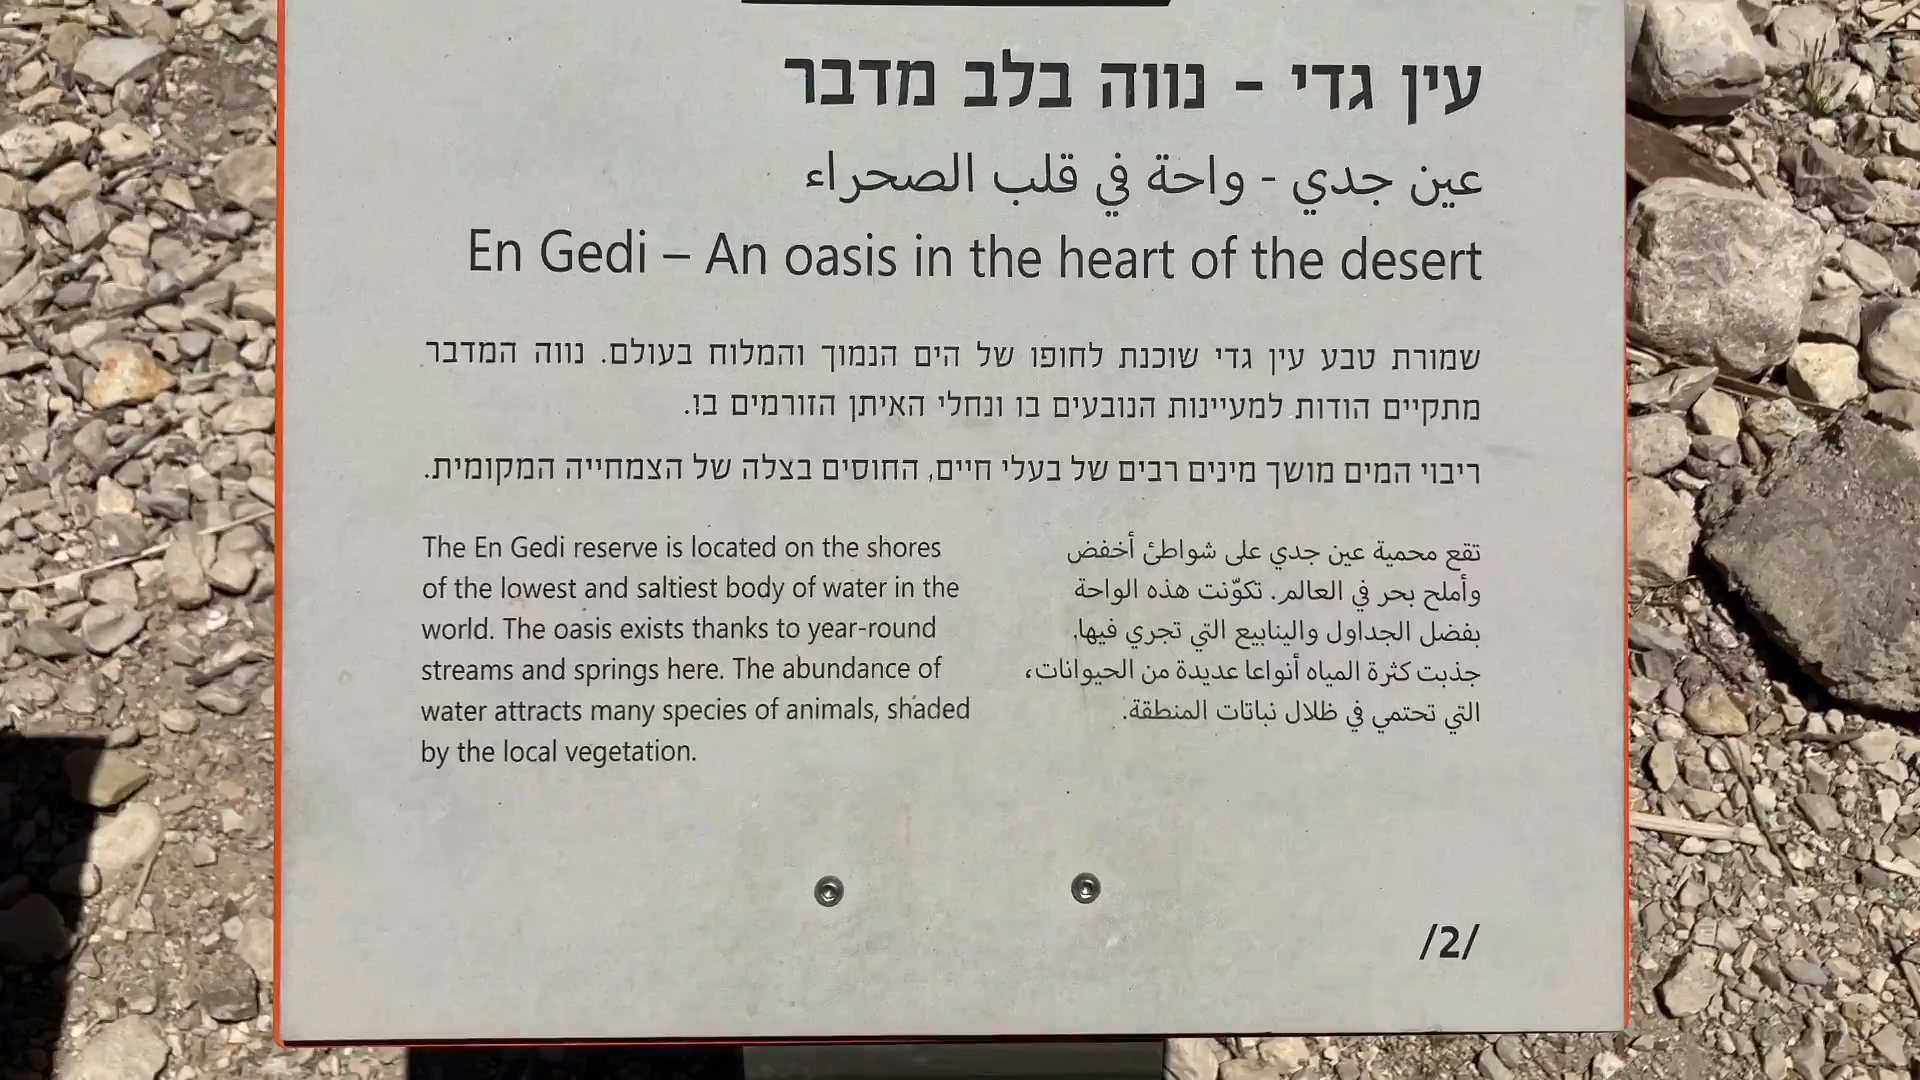 עין גדי - נווה בלב מדבר
عين جدي - واحة في قلب الصحراء
En Gedi – An oasis in the heart of the desert
שמורת טבע עין גדי שוכנת לחופו של הים הנמוך והמלוח בעולם. נווה המדבר
מתקיים הודות למעיינות הנובעים בו ונחלי האיתן הזורמים בו.
ריבוי המים מושך מינים רבים של בעלי חיים, החוסים בצלה של הצמחייה המקומית.
The En Gedi reserve is located on the shores
of the lowest and saltiest body of water in the
world. The oasis exists thanks to year-round
streams and springs here. The abundance of
water attracts many species of animals, shaded
by the local vegetation.
تقع محمية عين جدي على شواطئ أخفض
وأملح بحر في العالم. تكوّنت هذه الواحة
بفضل الجداول والينابيع التي تجري فيها.
جذبت كثرة المياه أنواعا عديدة من الحيوانات،
التي تحتمي في ظلال نباتات المنطقة.
/2/